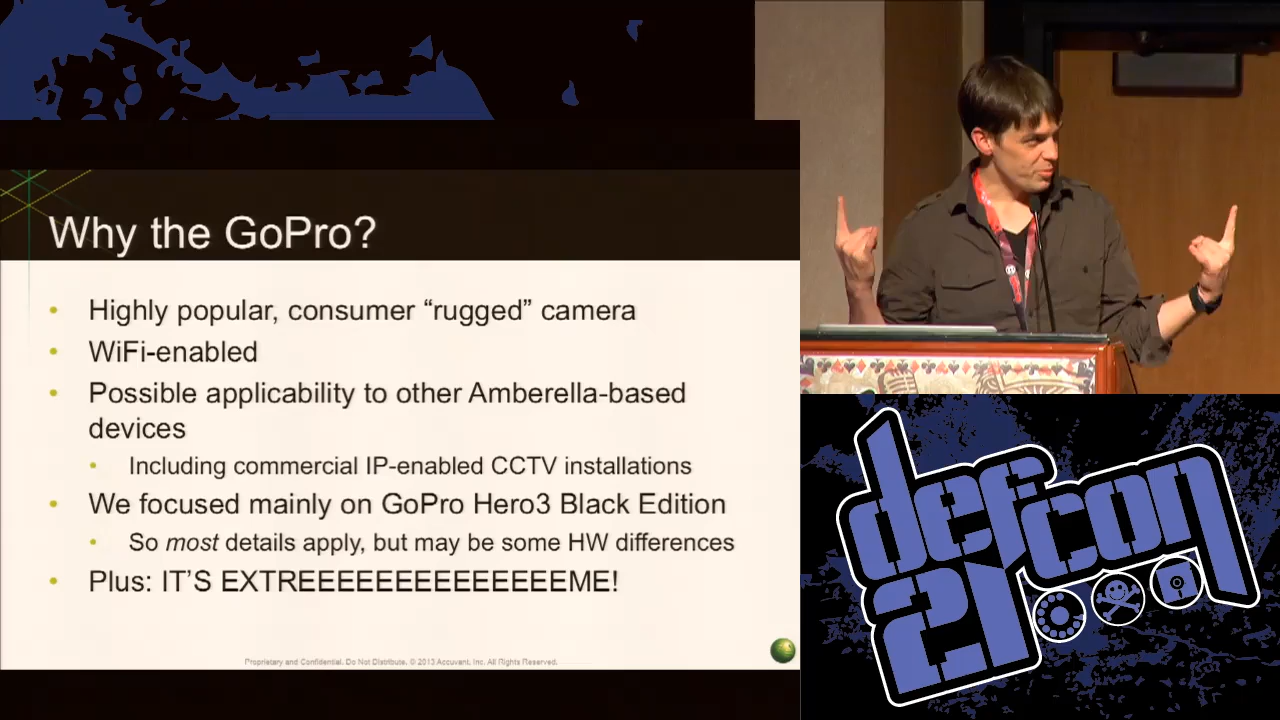 Why the GoPro?
• Highly popular, consumer “rugged” camera
• WiFi-enabled
• Possible applicability to other Amberella-based
devices
• Including commercial IP-enabled CCTV installations
• We focused mainly on GoPro Hero3 Black Edition
• So most details apply, but may be some HW differences
• Plus: IT’S EXTREEEEEEEEEEEEEEME!
Proprietary and Confidential. Do Not Distribute. © 2013 Accuvant, Inc. All Rights Reserved.
defcon
21